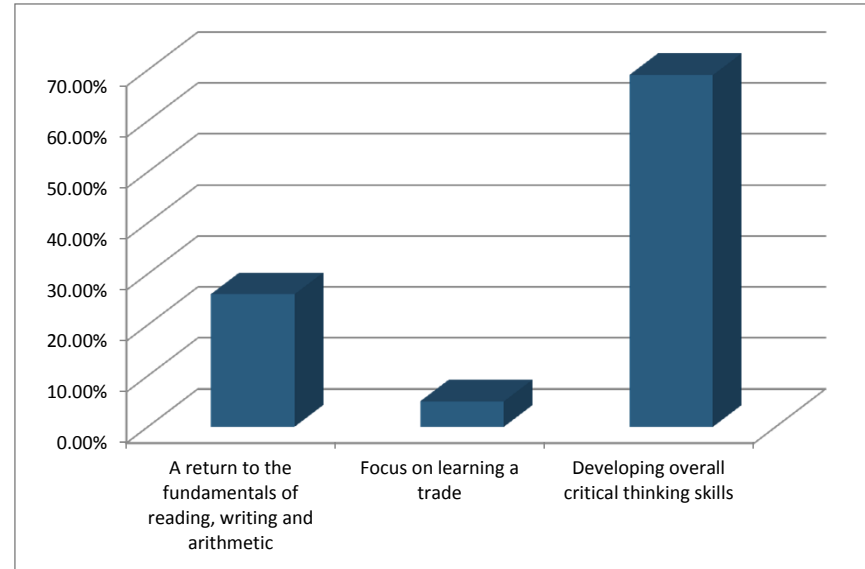 70.00%
60.00%
50.00%
40.00%
30.00%
20.00%
10.00%
0.00%
A return to the
fundamentals of
reading, writing and
arithmetic
Focus on learning a
trade
Developing overall
critical thinking skills